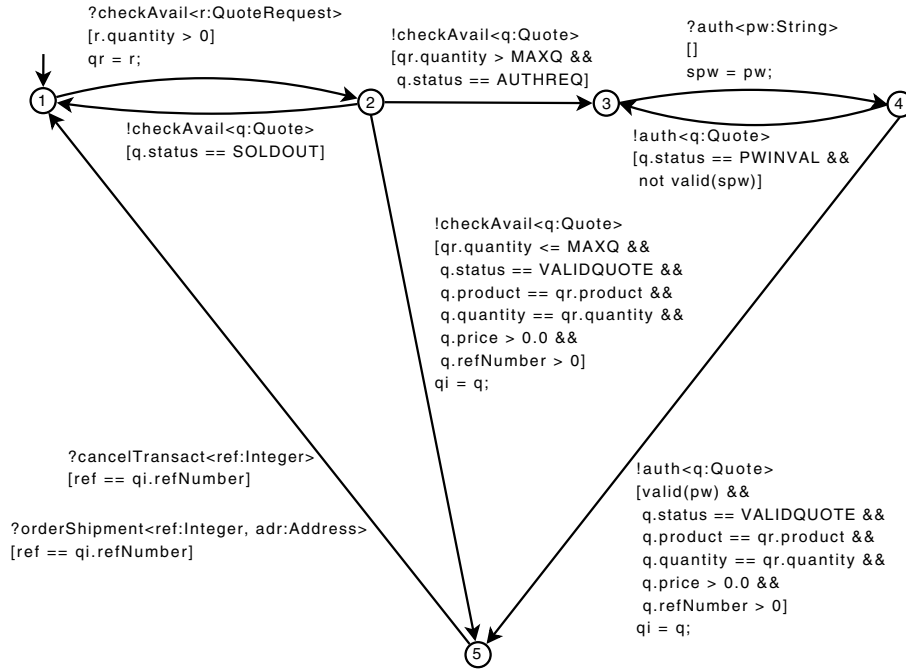 ?checkAvail<r:QuoteRequest>
[r.quantity > 0]
qr = r;
!checkAvail<q:Quote>
[qr.quantity > MAXQ &&
q.status == AUTHREQ]
?auth<pw:String>
[]
spw = pw;
1
2
3
4
!checkAvail<q:Quote>
[q.status == SOLDOUT]
!auth<q:Quote>
[q.status == PWINVAL &&
not valid(spw)]
!checkAvail<q:Quote>
[qr.quantity <= MAXQ &&
q.status == VALIDQUOTE &&
q.product == qr.product &&
q.quantity == qr.quantity &&
q.price > 0.0 &&
q.refNumber > 0]
qi = q;
?cancelTransact<ref:Integer>
[ref == qi.refNumber]
?orderShipment<ref:Integer, adr:Address>
[ref == qi.refNumber]
!auth<q:Quote>
[valid(pw) &&
q.status == VALIDQUOTE &&
q.product == qr.product &&
q.quantity == qr.quantity &&
q.price > 0.0 &&
q.refNumber > 0]
qi = q;
5